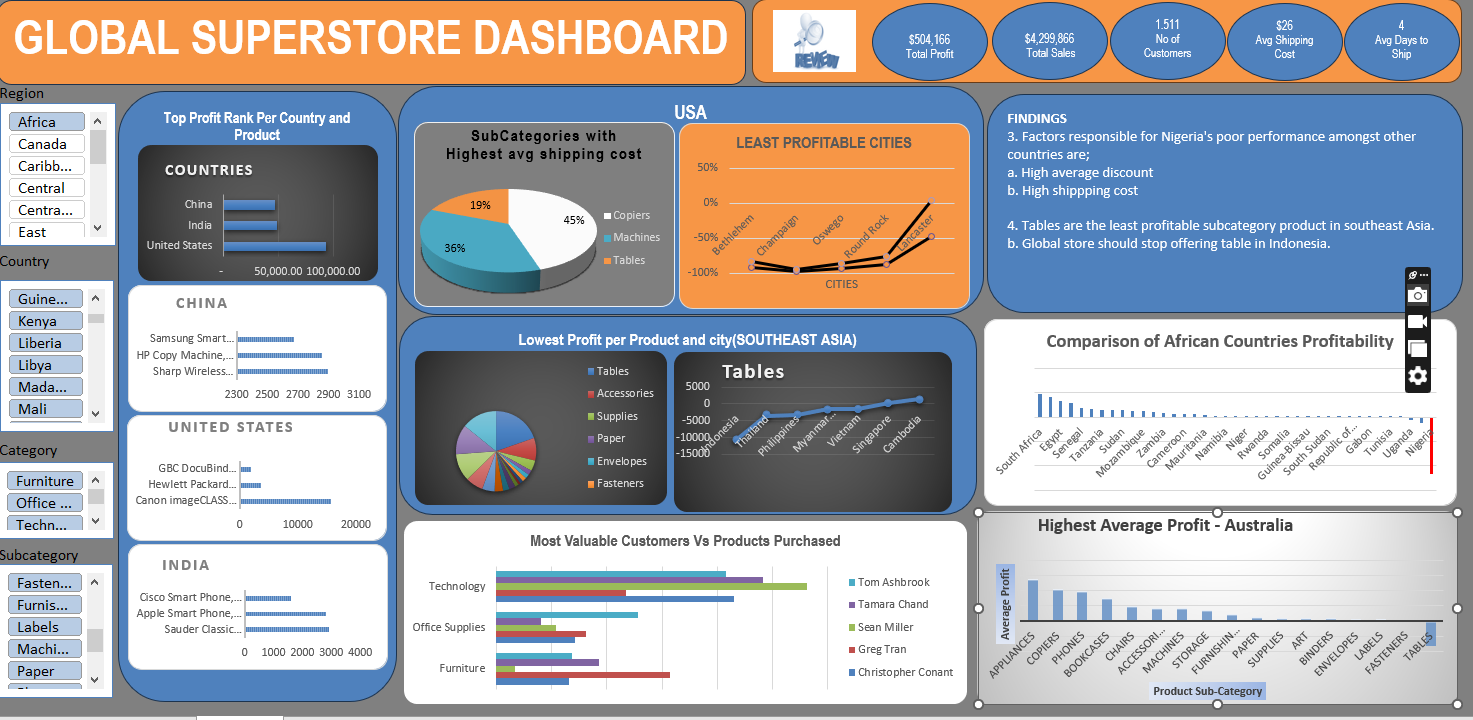 GLOBAL SUPERSTORE DASHBOARD
REVIEW
$504,166
Total Profit
$4,299,866
Total Sales
1.511
No of
Customers
$26
Avg Shipping
Cost
4
Avg Days to
Ship
Region
Africa
Canada
Caribb...
Central
Centra...
East
Country
Guine...
Kenya
Liberia
Libya
Mada...
Mali
Category
Furniture
Office ...
Techn...
Subcategory
Fasten...
Furnis...
Labels
Machi...
Paper
Top Profit Rank Per Country and
Product
COUNTRIES
China
India
United States
- 50,000.00 100,000.00
CHINA
Samsung Smart...
HP Copy Machine,...
Sharp Wireless...
2300 2500 2700 2900 3100
UNITED STATES
GBC DocuBind...
Hewlett Packard...
Canon imageCLASS...
0 10000 20000
INDIA
Cisco Smart Phone,...
Apple Smart Phone,...
Sauder Classic...
0 1000 2000 3000 4000
USA
SubCategories with
Highest avg shipping cost
19%
45%
36%
Copiers
Machines
Tables
LEAST PROFITABLE CITIES
50%
0%
-50%
-100%
Bethlehem
Champaign
Oswego
Round Rock
Lancaster
CITIES
Lowest Profit per Product and city(SOUTHEAST ASIA)
Tables
Accessories
Supplies
Paper
Envelopes
Fasteners
Tables
5000
0
-5000
-10000
-15000
Thailand
Philippines
Myanmar...
Vietnam
Singapore
Cambodia
Most Valuable Customers Vs Products Purchased
Technology
Office Supplies
Furniture
Tom Ashbrook
Tamara Chand
Sean Miller
Greg Tran
Christopher Conant
FINDINGS
3. Factors responsible for Nigeria's poor performance amongst other
countries are;
a. High average discount
b. High shippping cost
4. Tables are the least profitable subcategory product in southeast Asia.
b. Global store should stop offering table in Indonesia.
Comparison of African Countries Profitability
South Africa
Egypt
Senegal
Tanzania
Sudan
Mozambique
Zambia
Cameroon
Mauritania
Namibia
Niger
Rwanda
Somalia
Guinea-Bissau
South Sudan
Republic of...
Gabon
Tunisia
Uganda
Nigeria
Highest Average Profit - Australia
Average Profit
APPLIANCES
COPIERS
PHONES
BOOKCASES
CHAIRS
ACCESSORI...
MACHINES
STORAGE
FURNISHIN...
PAPER
SUPPLIES
ART
BINDERS
ENVELOPES
LABELS
FASTENERS
TABLES
Product Sub-Category